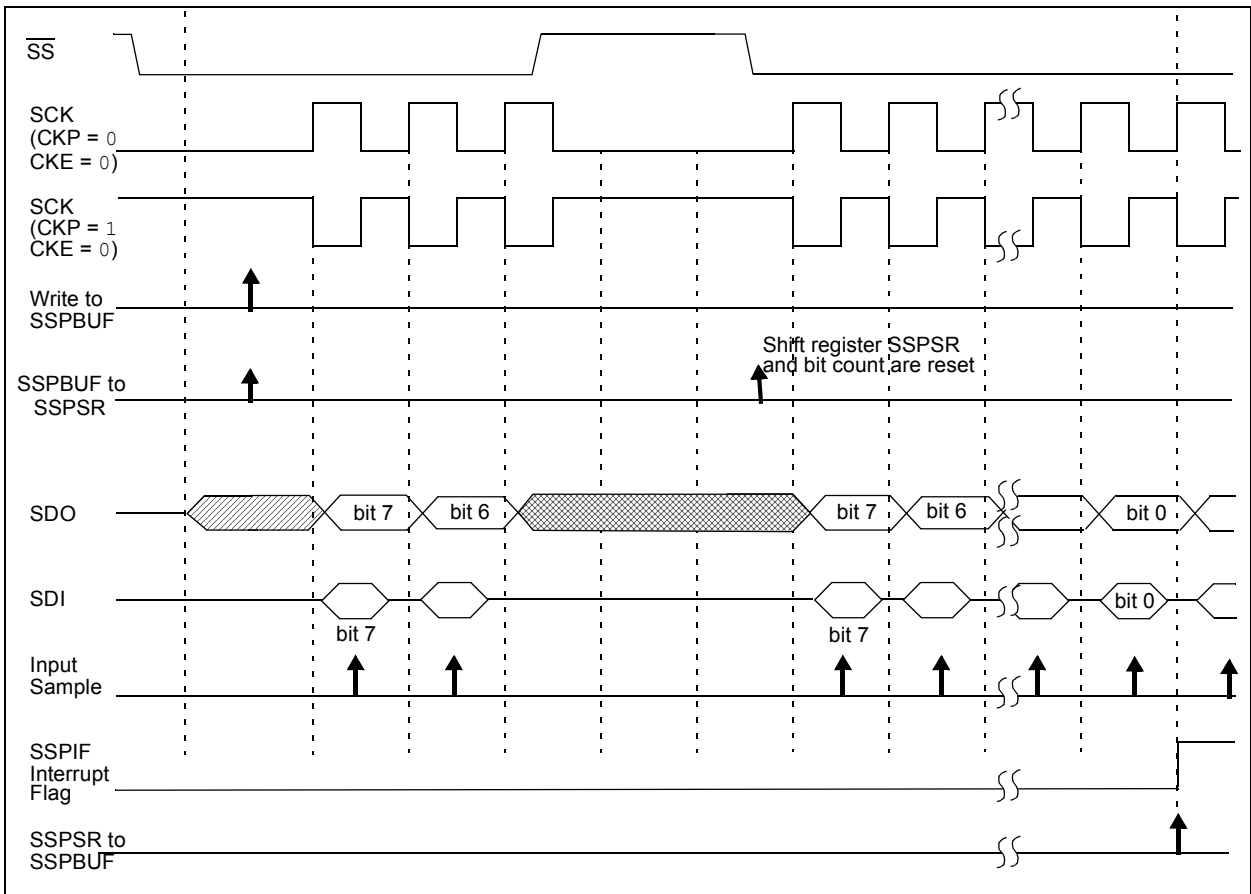 SS
SCK
(CKP = 0
CKE = 0)
SCK
(CKP = 1
CKE = 0)
Write to
SSPBUF
Shift register SSPSR
and bit count are reset
SSPBUF to
SSPSR
SDO
bit 7
bit 6
bit 7
bit 6
bit 0
SDI
bit 0
bit 7
bit 7
Input
Sample
SSPIF
Interrupt
Flag
SSPSR to
SSPBUF